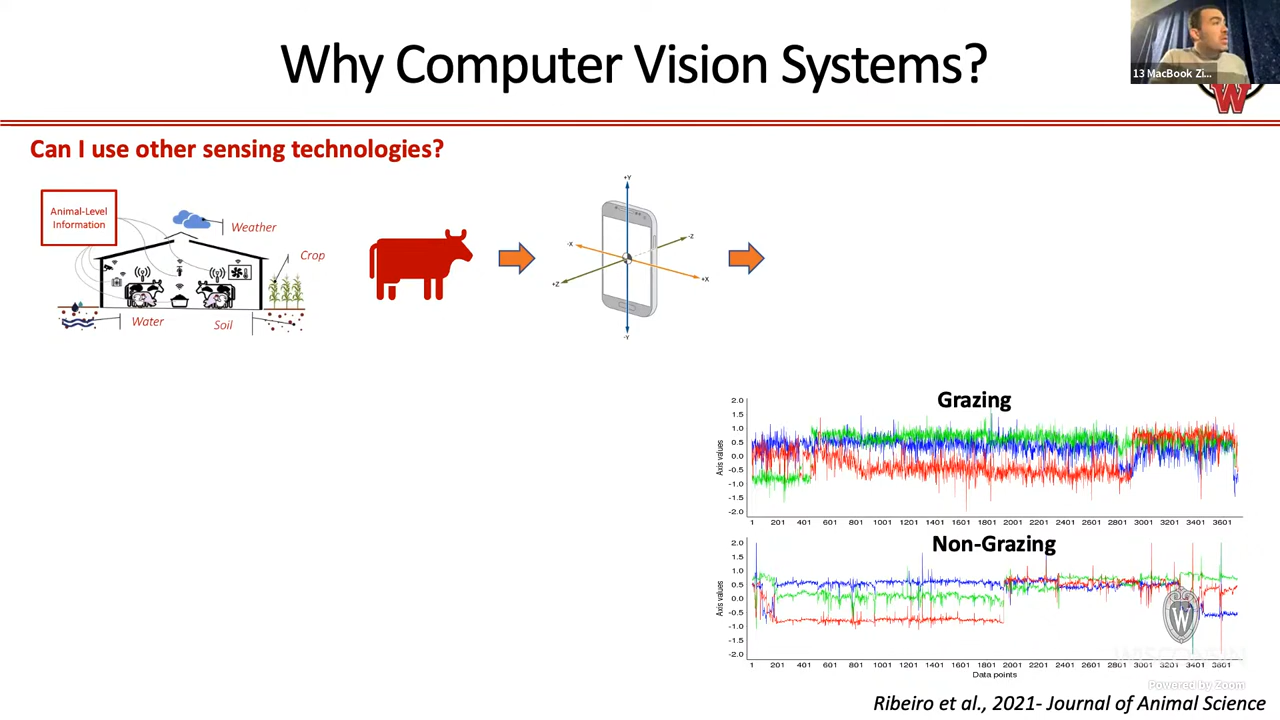 Why Computer Vision Systems?
13 MacBook Zi...
W
Can I use other sensing technologies?
Animal-Level
Information
Weather
Crop
Water
Soil
+Y
-Z
-X
+X
+Z
-Y
Grazing
Axis values
2.0
1.5
1.0
0.5
0.0
-0.5
-1.0
-1.5
-2.0
1 201 401 601 801 1001 1201 1401 1601 1801 2001 2201 2401 2601 2801 3001 3201 3401 3601
Non-Grazing
Axis values
2.0
1.5
1.0
0.5
0.0
-0.5
-1.0
-1.5
-2.0
1 201 401 601 801 1001 1201 1401 1601 1801 2001 2201 2401 2601 2801 3001 3201 3401 3601
Data points
W
WISCONSIN
Powered by Zoom
Ribeiro et al., 2021- Journal of Animal Science